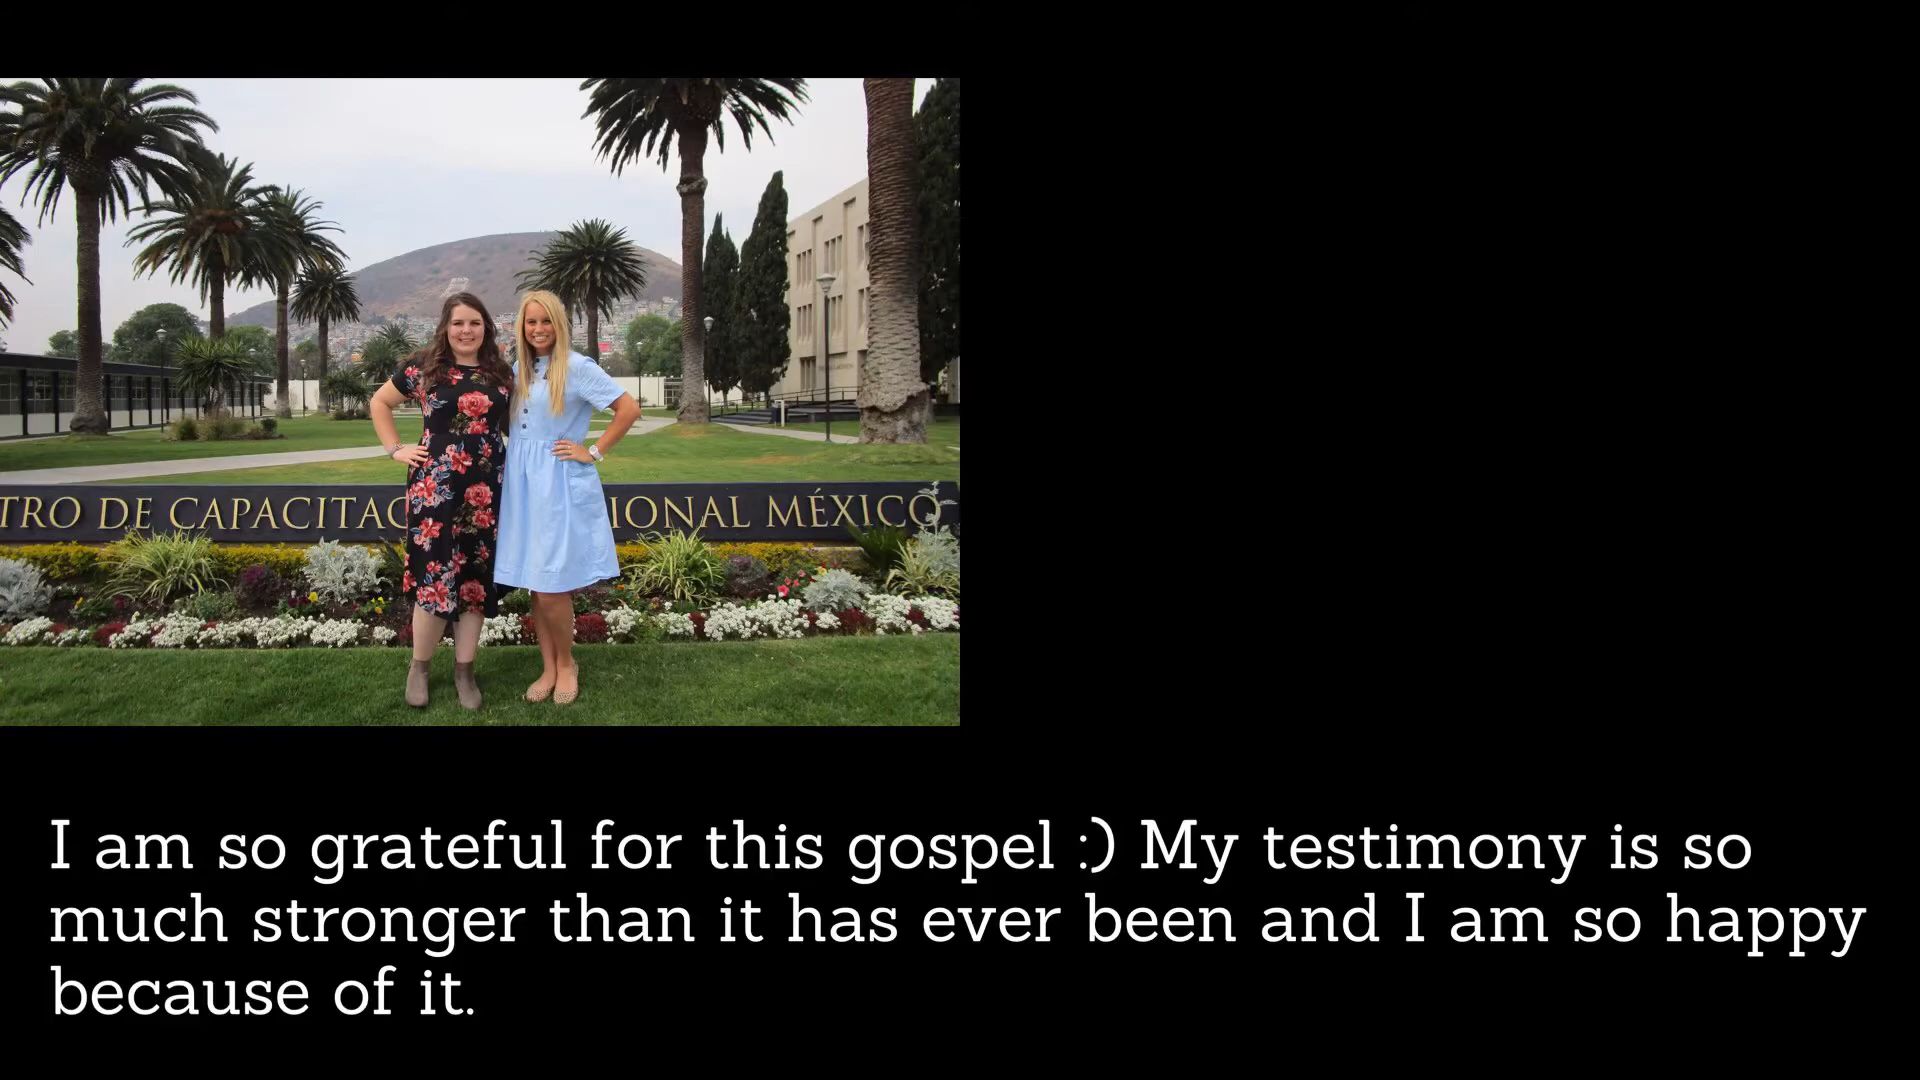 TRO DE CAPACITAC IONAL MÉXICO
I am so grateful for this gospel :) My testimony is so
much stronger than it has ever been and I am so happy
because of it.